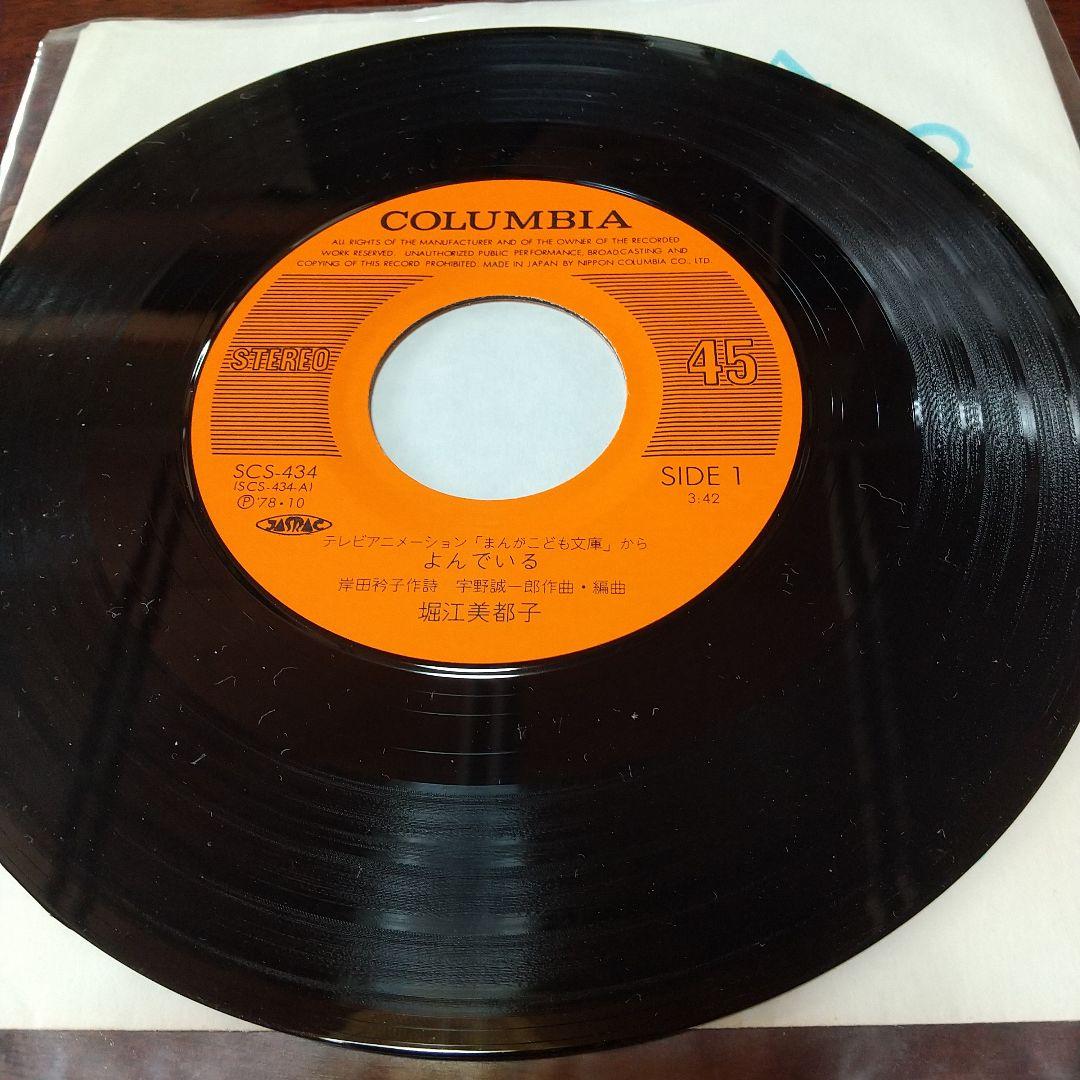 COLUMBIA
ALL RIGHTS OF THE MANUFACTURER AND OF THE OWNER OF THE RECORDED
WORK RESERVED. UNAUTHORIZED PUBLIC PERFORMANCE, BROADCASTING AND
COPYING OF THIS RECORD PROHIBITED. MADE IN JAPAN BY NIPPON COLUMBIA CO., LTD.
STEREO
45
SCS-434
(SCS-434-A)
Ⓟ'78・10
SIDE 1
3:42
JASRAC
テレビアニメーション「まんがこども文庫」から
よんでいる
岸田衿子作詩 宇野誠一郎作曲・編曲
堀江美都子